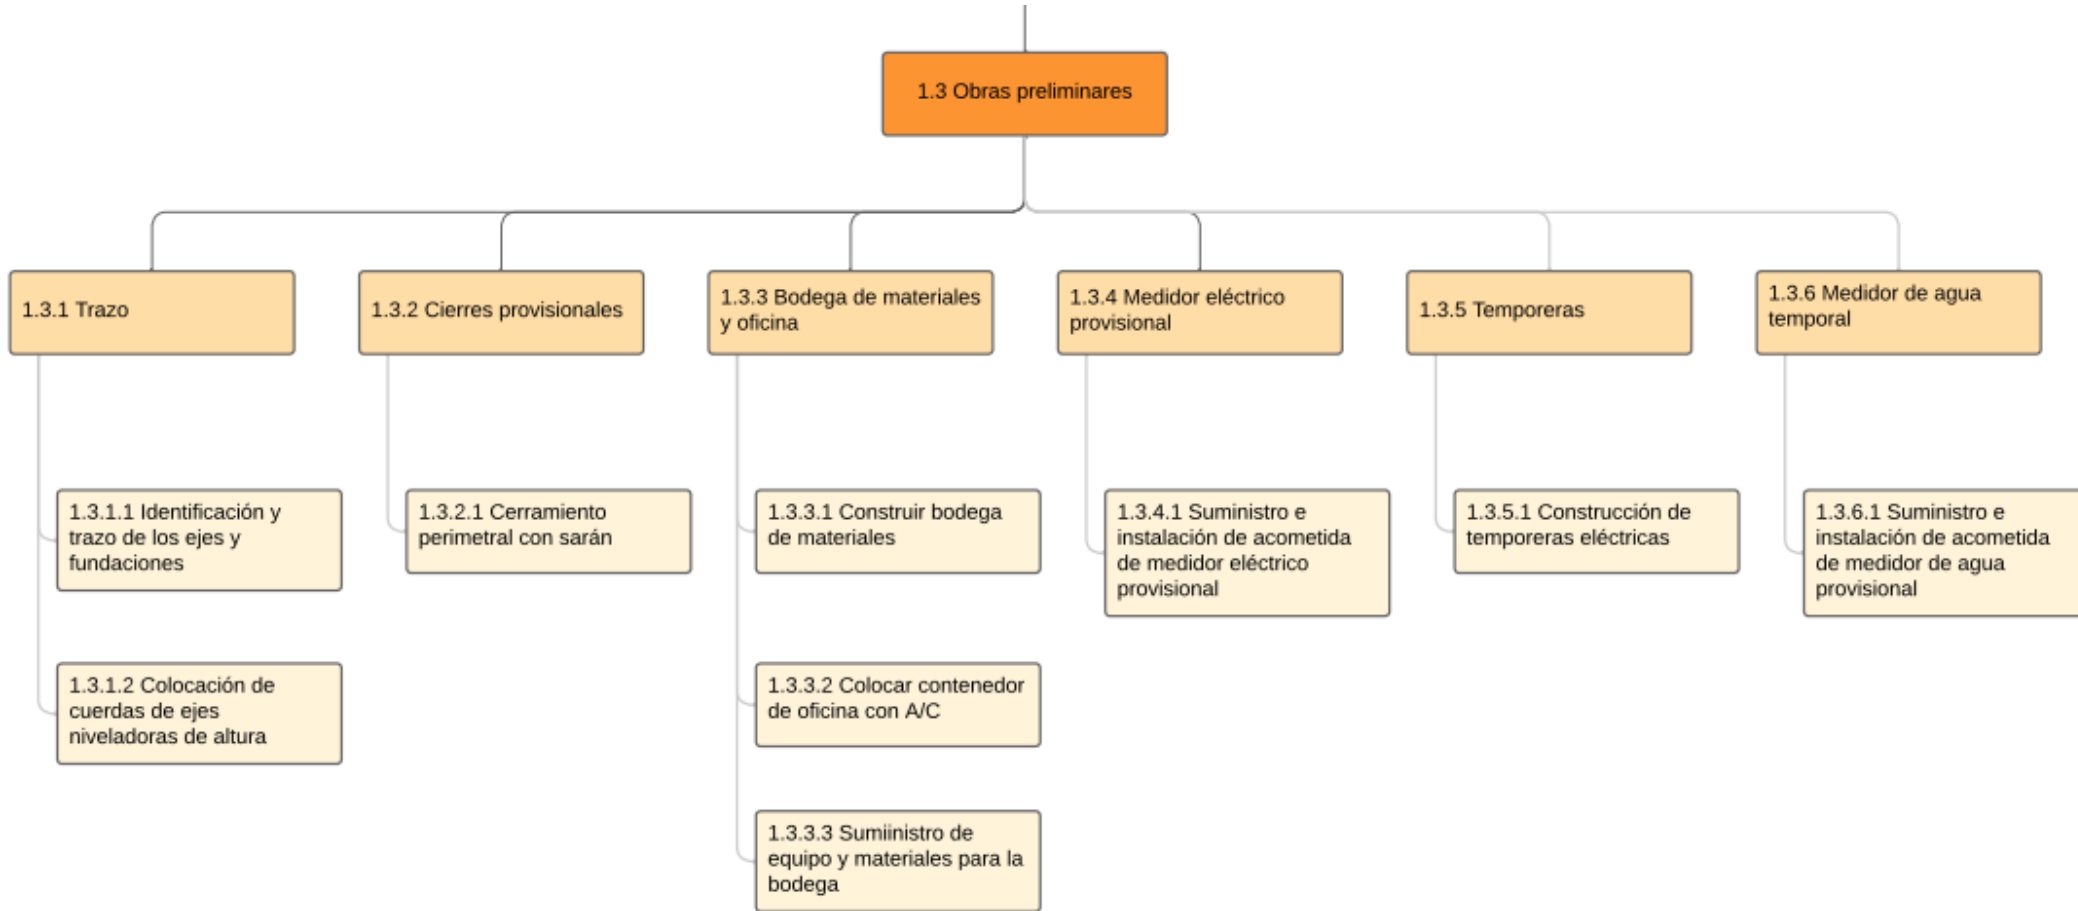 1.3 Obras preliminares
1.3.1 Trazo
1.3.2 Cierres provisionales
1.3.3 Bodega de materiales
y oficina
1.3.4 Medidor eléctrico
provisional
1.3.5 Temporeras
1.3.6 Medidor de agua
temporal
1.3.1.1 Identificación y
trazo de los ejes y
fundaciones
1.3.2.1 Cerramiento
perimetral con sarán
1.3.3.1 Construir bodega
de materiales
1.3.4.1 Suministro e
instalación de acometida
de medidor eléctrico
provisional
1.3.5.1 Construcción de
temporeras eléctricas
1.3.6.1 Suministro e
instalación de acometida
de medidor de agua
provisional
1.3.1.2 Colocación de
cuerdas de ejes
niveladoras de altura
1.3.3.2 Colocar contenedor
de oficina con A/C
1.3.3.3 Sumiinistro de
equipo y materiales para la
bodega